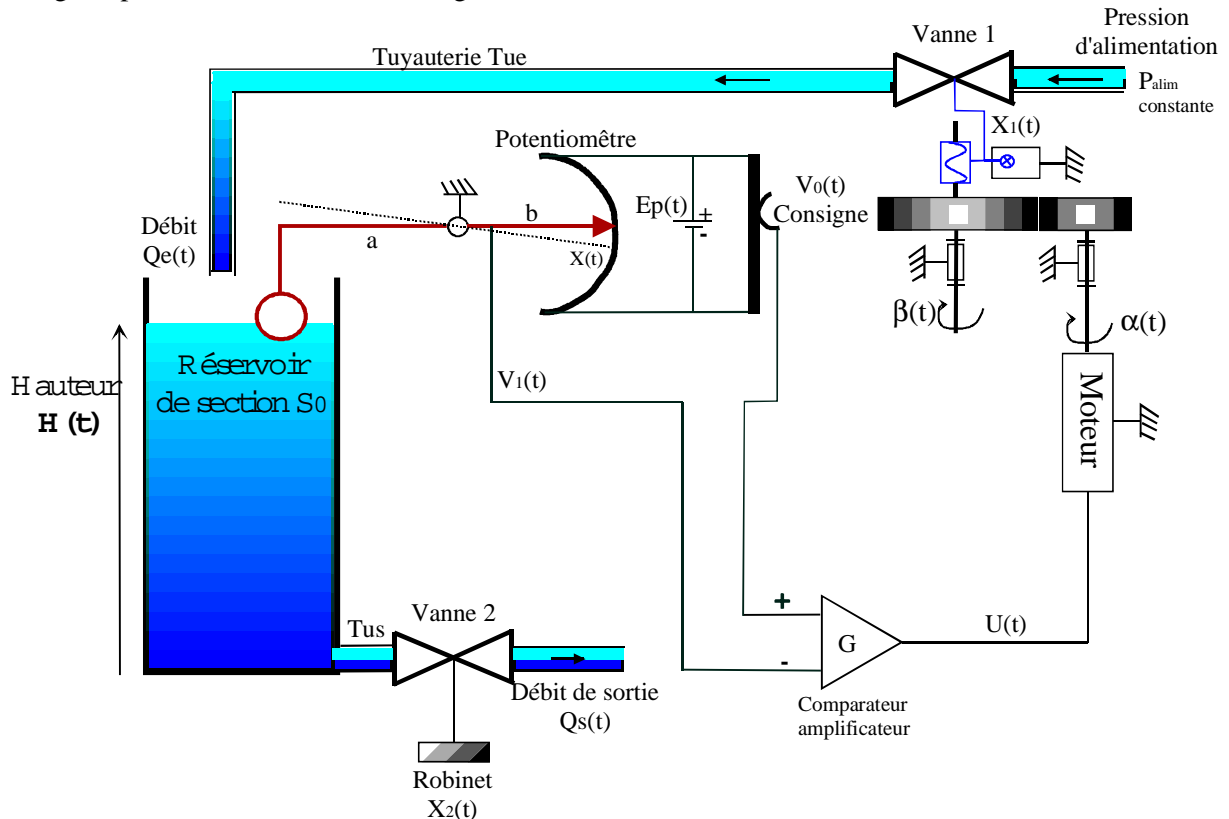 Pression
d'alimentation
Vanne 1
Tuyauterie Tue
Palim
constante
X1(t)
Potentiomêtre
V0(t)
Consigne
Ep(t)
+
-
b
a
X(t)
Débit
Qe(t)
β(t)
α(t)
Réservoir
de section S0
Hauteur
H (t)
V1(t)
Moteur
+
-
G
U(t)
Comparateur
amplificateur
Tus
Vanne 2
Débit de sortie
Qs(t)
Robinet
X2(t)